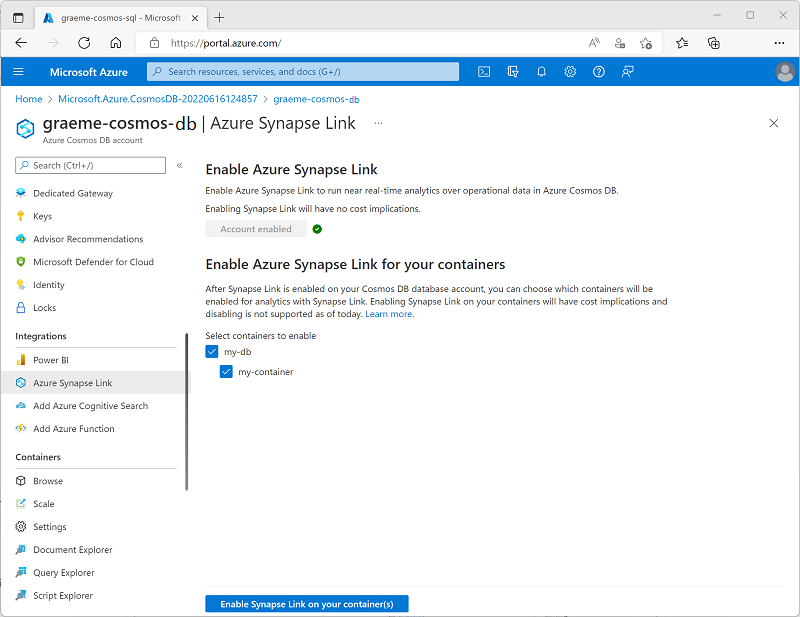 graeme-cosmos-sql - Microsoft
https://portal.azure.com/
Microsoft Azure
Search resources, services, and docs (G+/)
Home > Microsoft.Azure.CosmosDB-20220616124857 > graeme-cosmos-db
graeme-cosmos-db | Azure Synapse Link ...
Azure Cosmos DB account
Search (Ctrl+/)
«
Dedicated Gateway
Keys
Advisor Recommendations
Microsoft Defender for Cloud
Identity
Locks
Integrations
Power BI
Azure Synapse Link
Add Azure Cognitive Search
Add Azure Function
Containers
Browse
Scale
Settings
Document Explorer
Query Explorer
Script Explorer
Enable Azure Synapse Link
Enable Azure Synapse Link to run near real-time analytics over operational data in Azure Cosmos DB.
Enabling Synapse Link will have no cost implications.
Account enabled
Enable Azure Synapse Link for your containers
After Synapse Link is enabled on your Cosmos DB database account, you can choose which containers will be
enabled for analytics with Synapse Link. Enabling Synapse Link on your containers will have cost implications and
disabling is not supported as of today. Learn more.
Select containers to enable
my-db
my-container
Enable Synapse Link on your container(s)